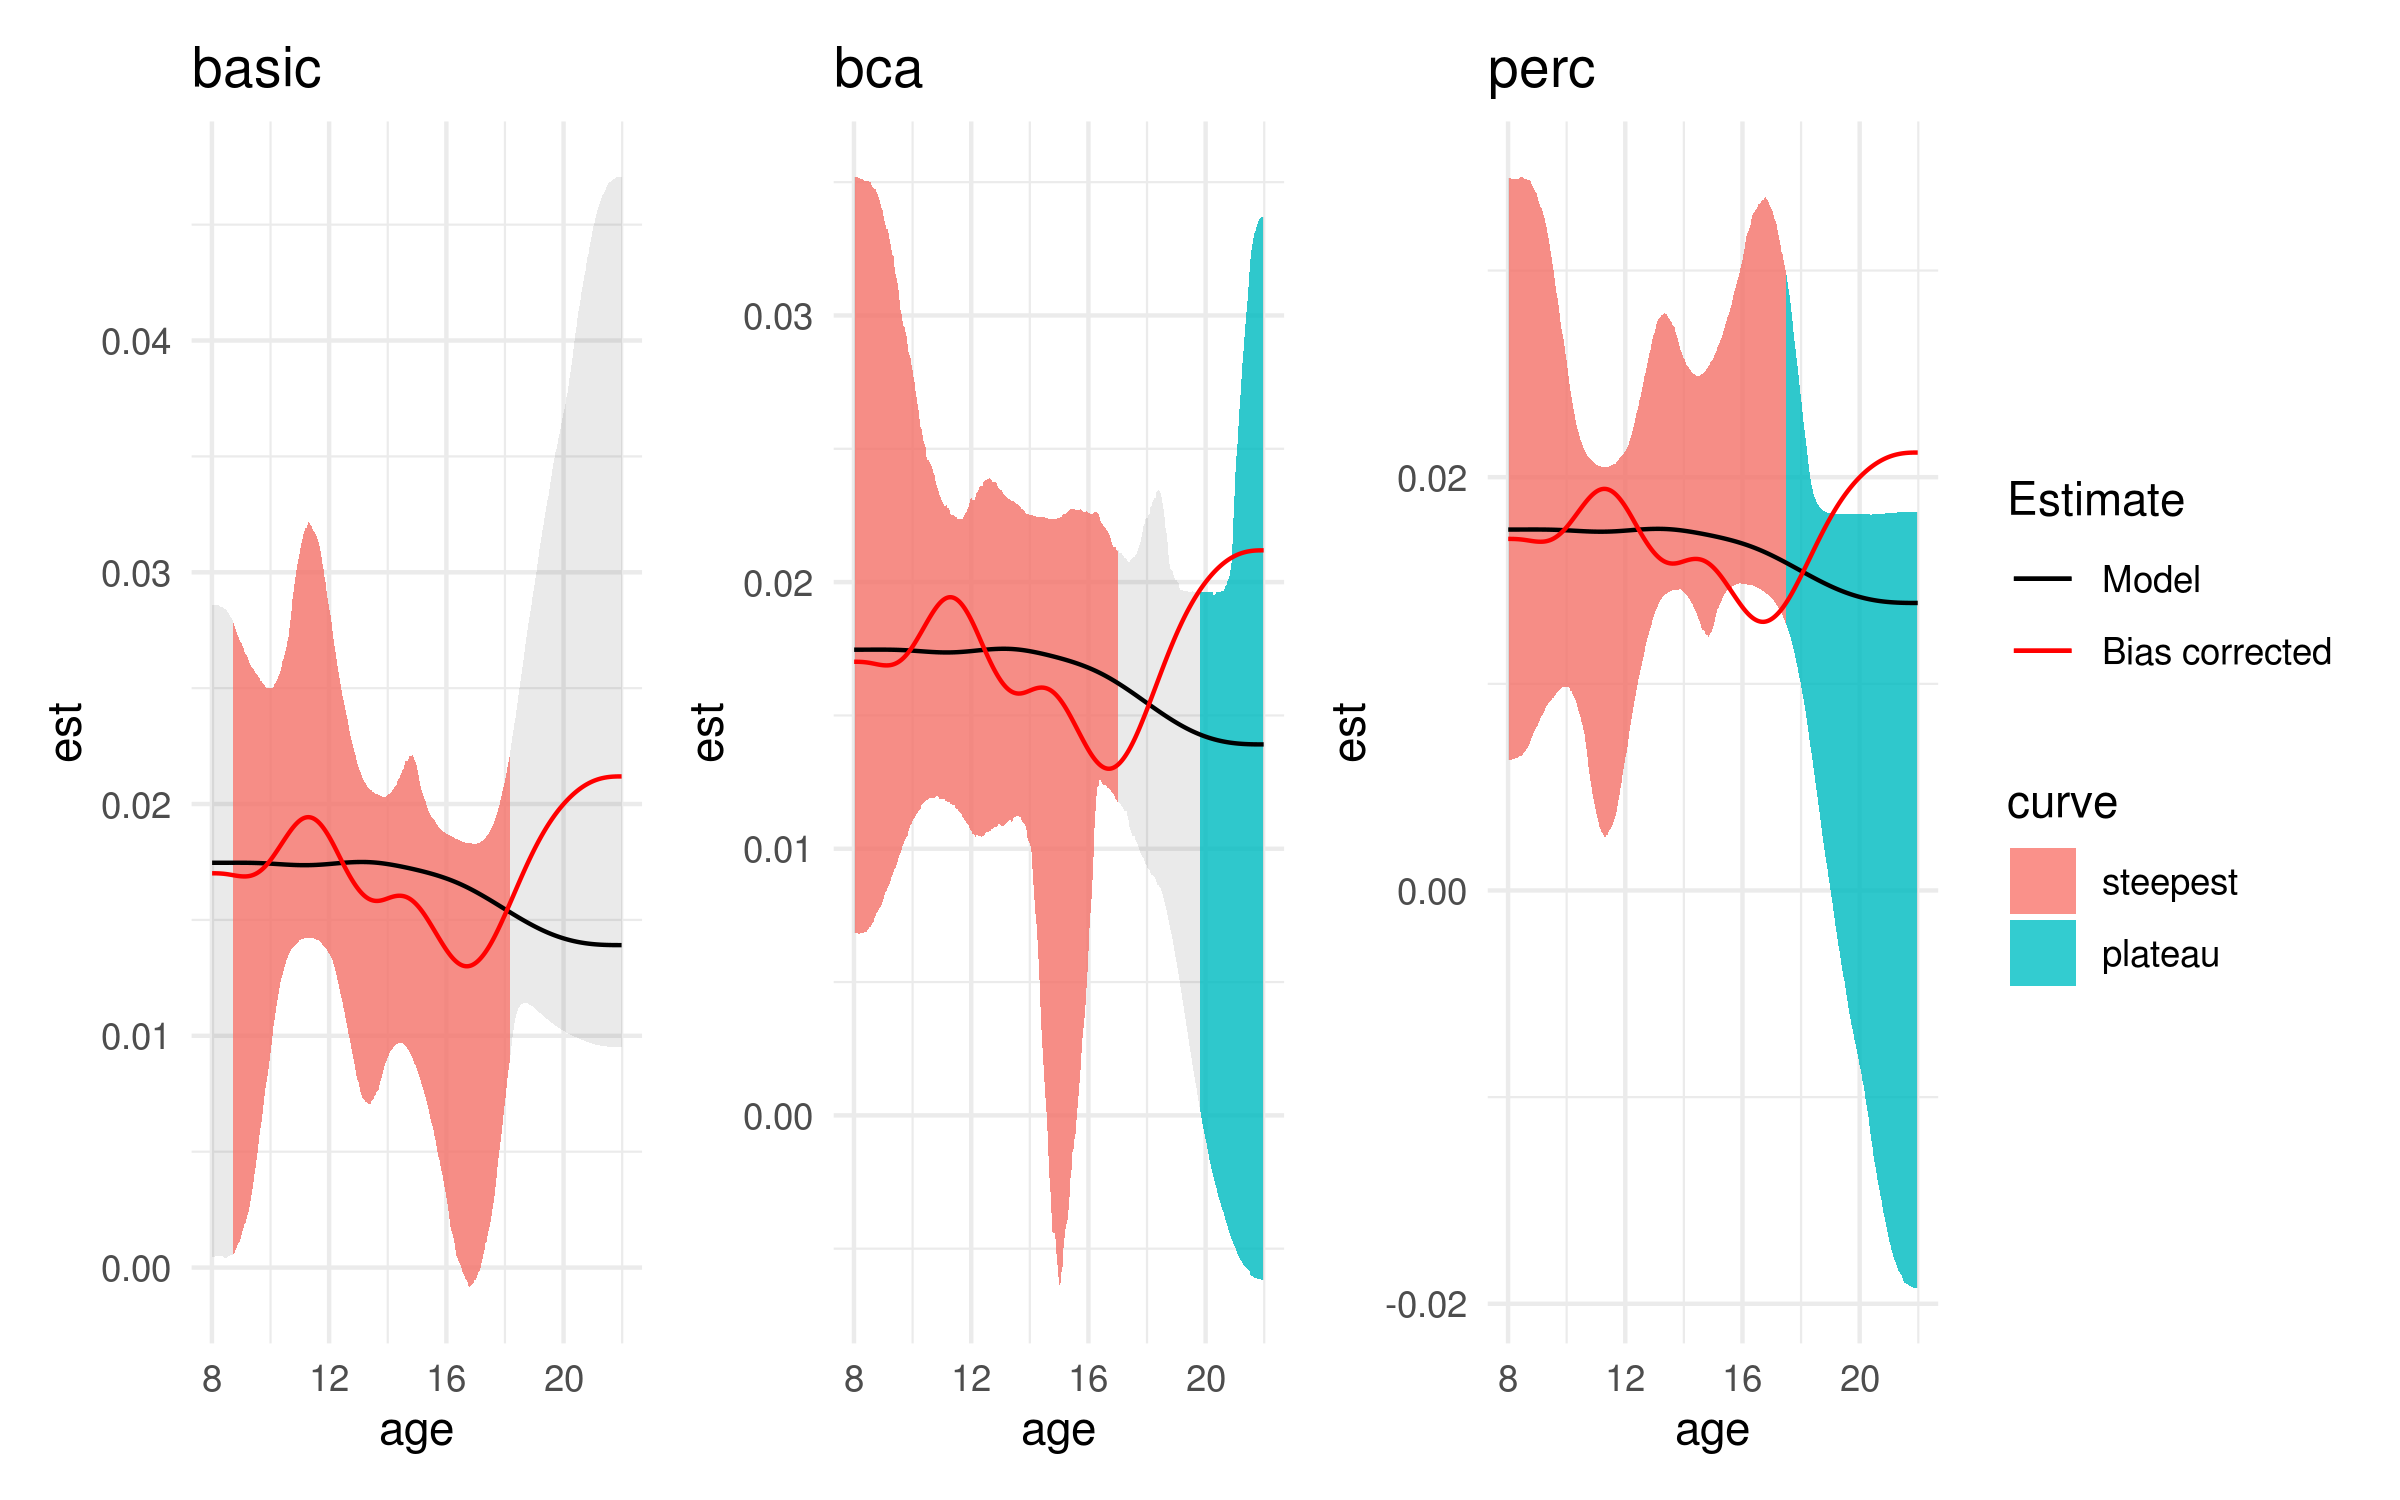 basic
bca
perc
est
0.04
0.03
0.02
0.01
0.00
8 12 16 20
age
est
0.03
0.02
0.01
0.00
8 12 16 20
age
est
0.02
0.00
-0.02
8 12 16 20
age
Estimate
Model
Bias corrected
curve
steepest
plateau